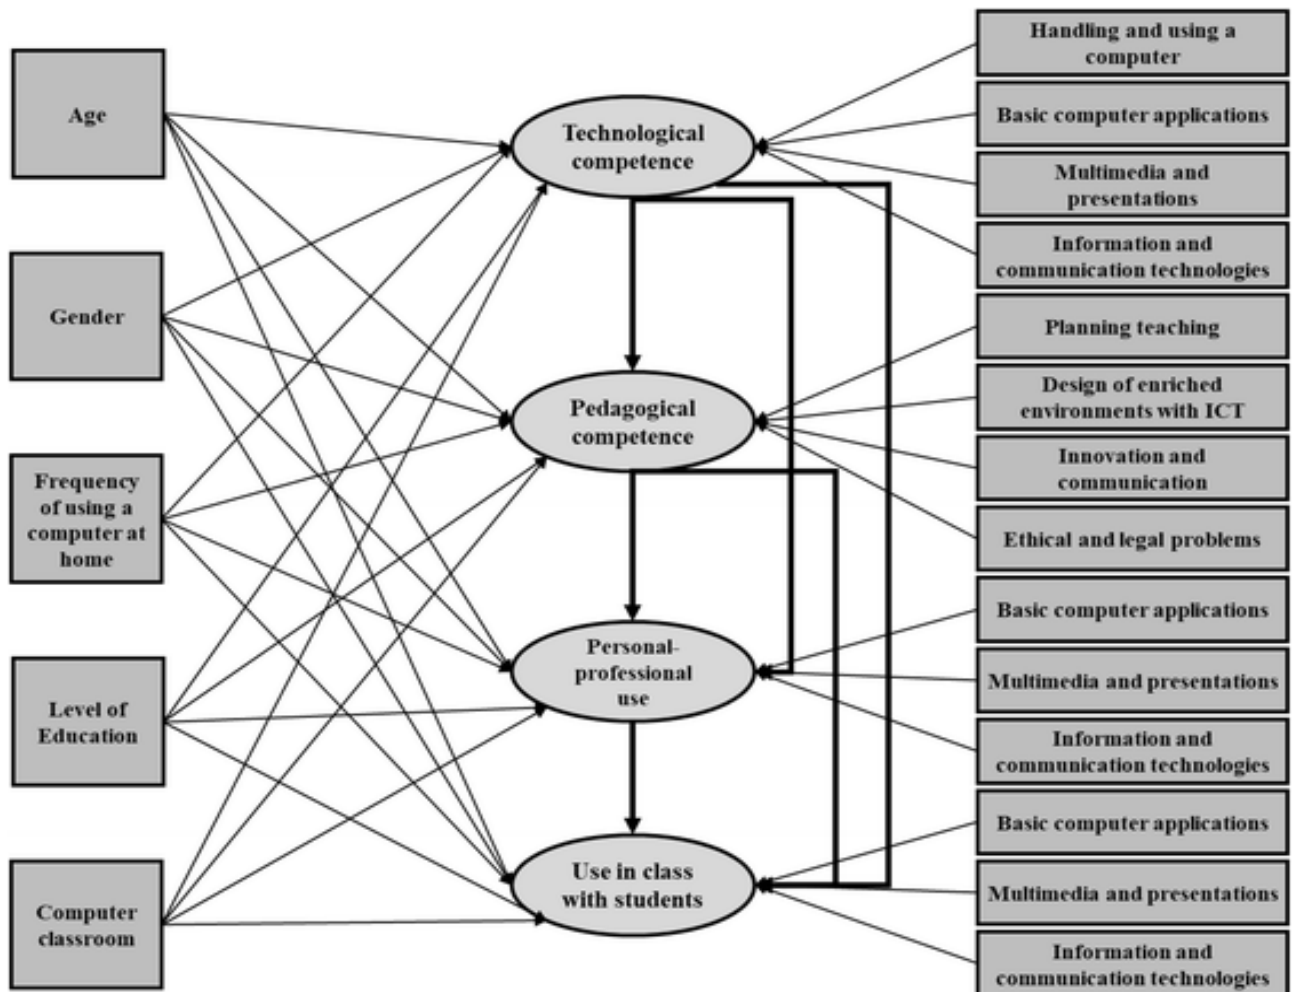 Age
Gender
Frequency
of using a
computer at
home
Level of
Education
Computer
classroom
Technological
competence
Pedagogical
competence
Personal-
professional
use
Use in class
with students
Handling and using a
computer
Basic computer applications
Multimedia and
presentations
Information and
communication technologies
Planning teaching
Design of enriched
environments with ICT
Innovation and
communication
Ethical and legal problems
Basic computer applications
Multimedia and presentations
Information and
communication technologies
Basic computer applications
Multimedia and presentations
Information and
communication technologies